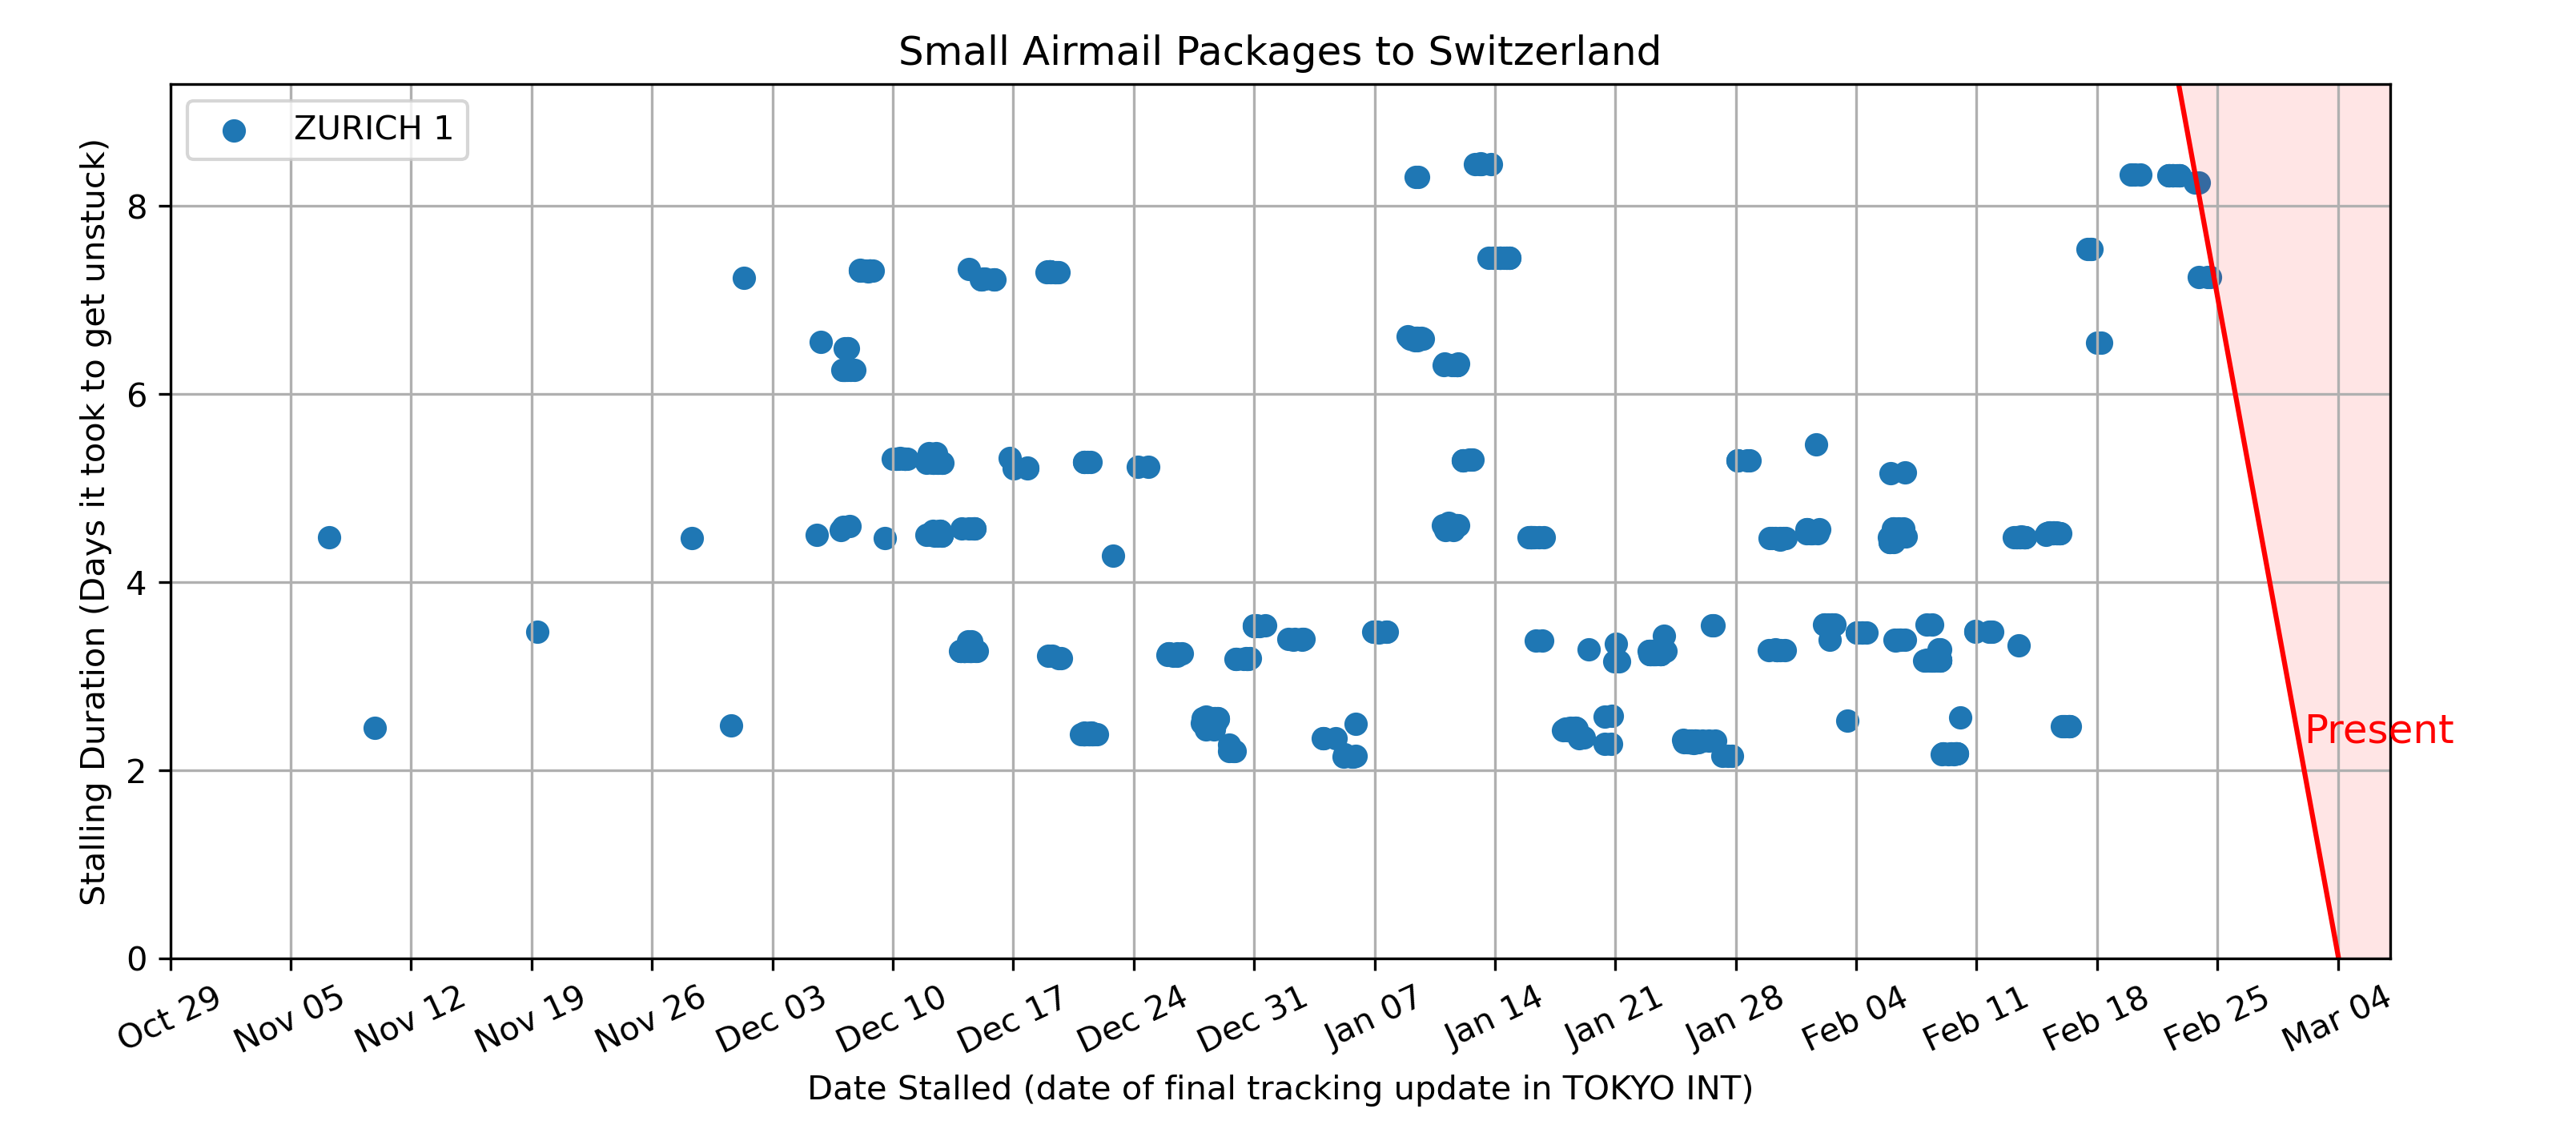 Small Airmail Packages to Switzerland
ZURICH 1
Stalling Duration (Days it took to get unstuck)
8
6
4
2
0
Present
Oct 29 Nov 05 Nov 12 Nov 19 Nov 26 Dec 03 Dec 10 Dec 17 Dec 24 Dec 31 Jan 07 Jan 14 Jan 21 Jan 28 Feb 04 Feb 11 Feb 18 Feb 25 Mar 04
Date Stalled (date of final tracking update in TOKYO INT)